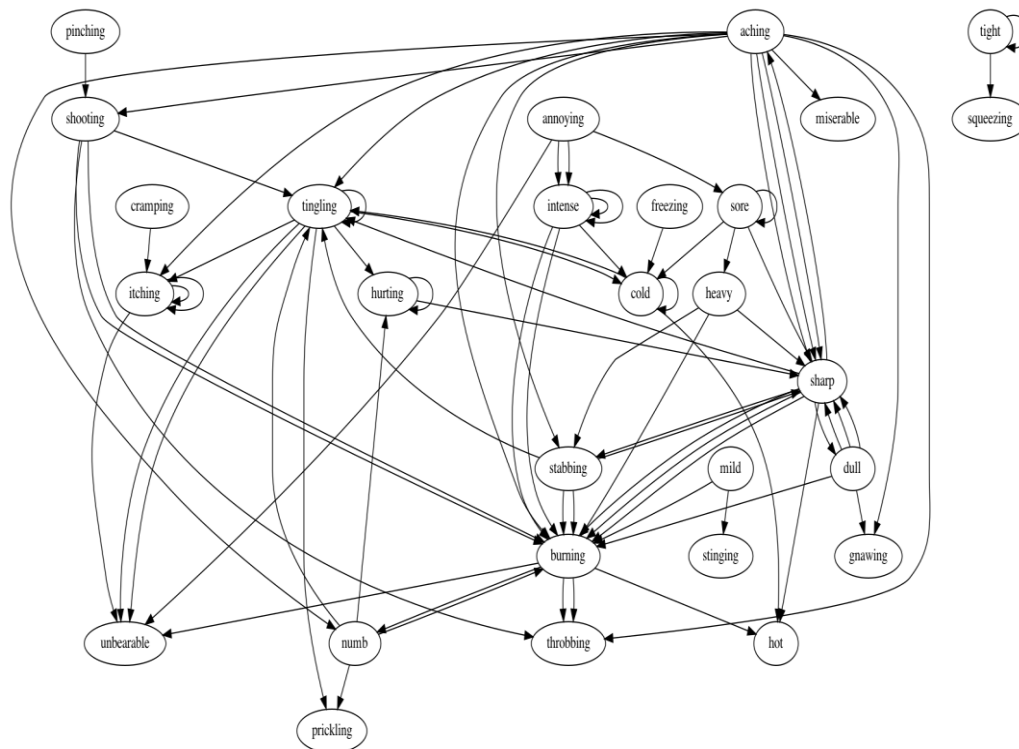 pinching
aching
tight
shooting
annoying
miserable
squeezing
cramping
tingling
intense
freezing
sore
itching
hurting
cold
heavy
sharp
stabbing
mild
dull
burning
stinging
gnawing
unbearable
numb
throbbing
hot
prickling